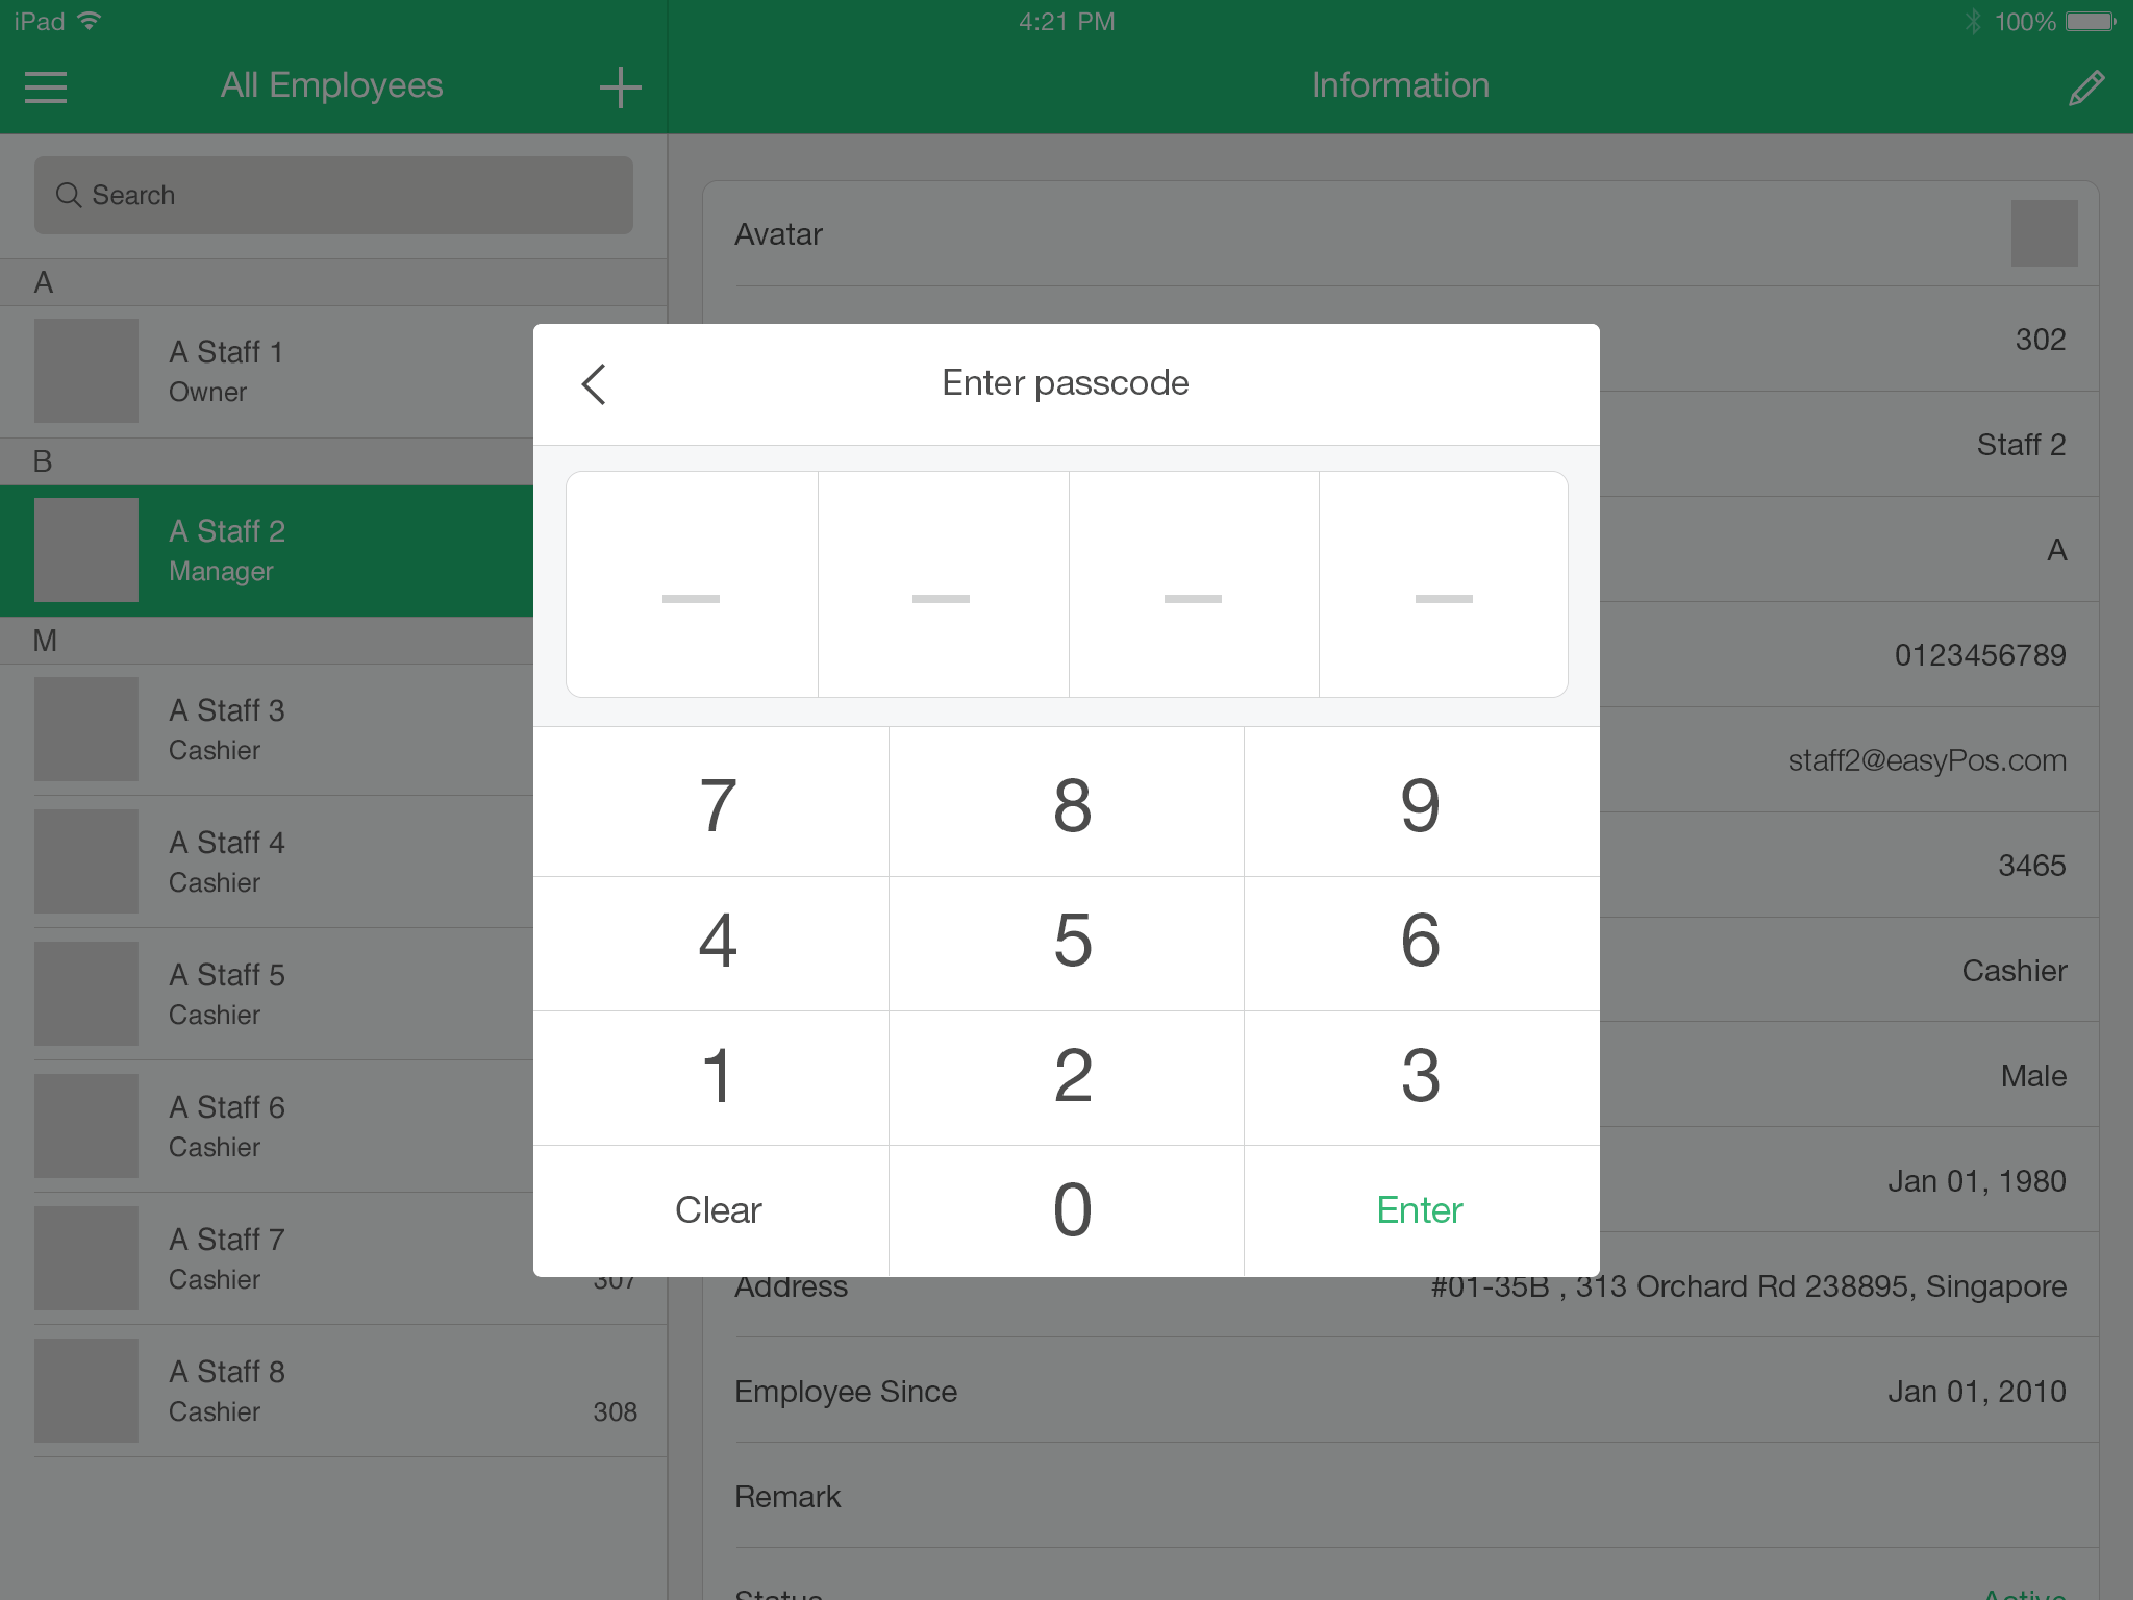 iPad
4:21 PM
100%
All Employees
Information
Search
A
A Staff 1
Owner
B
A Staff 2
Manager
M
A Staff 3
Cashier
A Staff 4
Cashier
A Staff 5
Cashier
A Staff 6
Cashier
A Staff 7
Cashier
307
A Staff 8
Cashier
308
Enter passcode
7
8
9
4
5
6
1
2
3
Clear
0
Enter
Avatar
302
Staff 2
A
0123456789
staff2@easyPos.com
3465
Cashier
Male
Jan 01, 1980
Address
#01-35B , 313 Orchard Rd 238895, Singapore
Employee Since
Jan 01, 2010
Remark
Status
Active